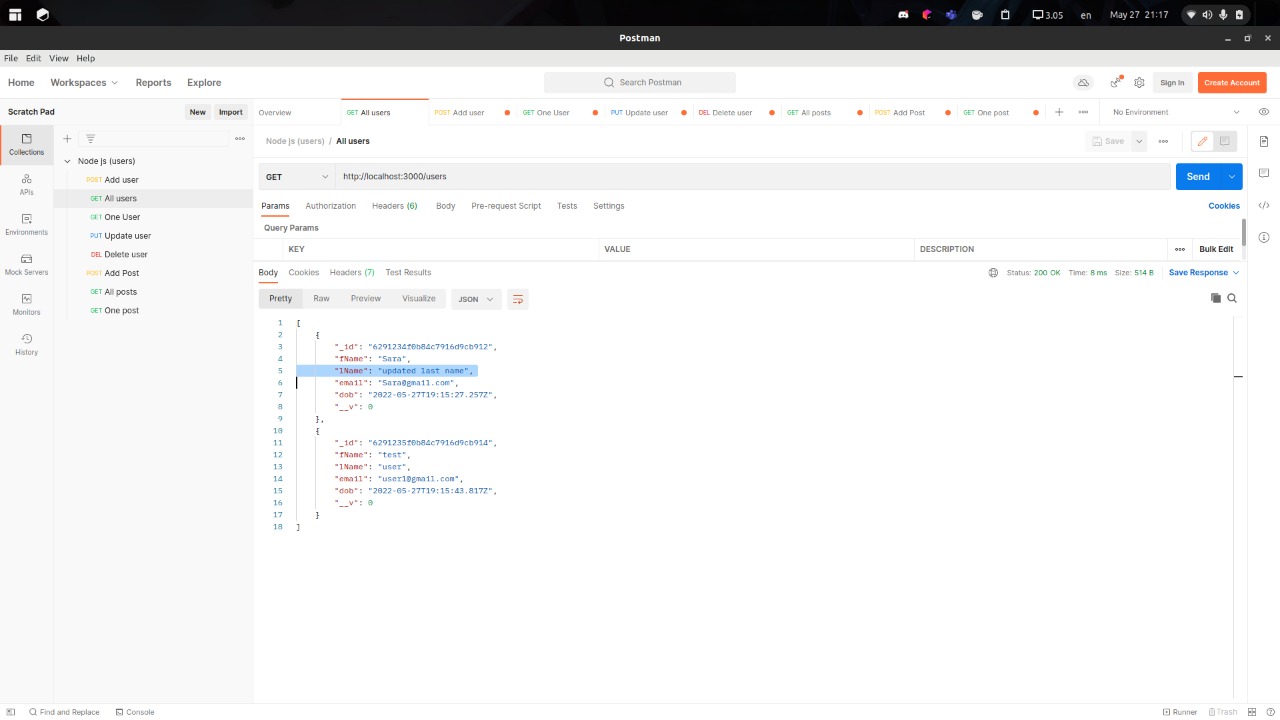 3.05 en May 27 21:17
Postman
File Edit View Help
Home Workspaces Reports Explore Search Postman Sign In Create Account
Scratch Pad New Import
Overview GET All users POST Add user GET One User PUT Update user DEL Delete user GET All posts POST Add Post GET One post No Environment
Collections
APIs
Environments
Mock Servers
Monitors
History
Node js (users)
POST Add user
GET All users
GET One User
PUT Update user
DEL Delete user
POST Add Post
GET All posts
GET One post
Node js (users) / All users Save
GET http://localhost:3000/users Send
Params Authorization Headers (6) Body Pre-request Script Tests Settings Cookies
Query Params
KEY VALUE DESCRIPTION Bulk Edit
Body Cookies Headers (7) Test Results Status: 200 OK Time: 8 ms Size: 514 B Save Response
Pretty Raw Preview Visualize JSON
1 [
2 {
3 "_id": "6291234f0b84c7916d9cb912",
4 "fName": "Sara",
5 "lName": "updated last name",
6 "email": "Sara@gmail.com",
7 "dob": "2022-05-27T19:15:27.257Z",
8 "__v": 0
9 },
10 {
11 "_id": "6291235f0b84c7916d9cb914",
12 "fName": "test",
13 "lName": "user",
14 "email": "user1@gmail.com",
15 "dob": "2022-05-27T19:15:43.817Z",
16 "__v": 0
17 }
18 ]
Find and Replace Console Runner Trash